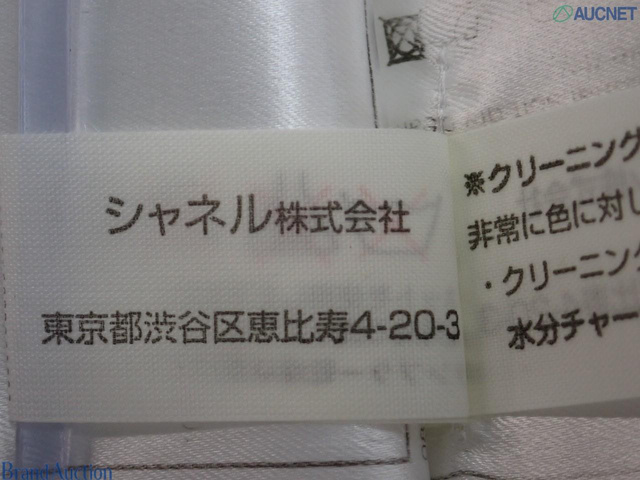 AUCNET
シャネル株式会社
東京都渋谷区恵比寿4-20-3
※クリーニング
非常に色に対し
・クリーニング
水分チャー
Brand Auction